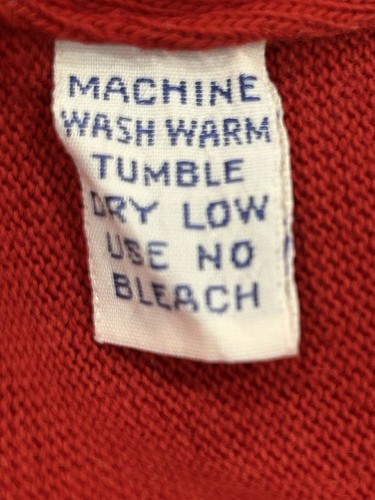 MACHINE
WASH WARM
TUMBLE
DRY LOW
USE NO
BLEACH